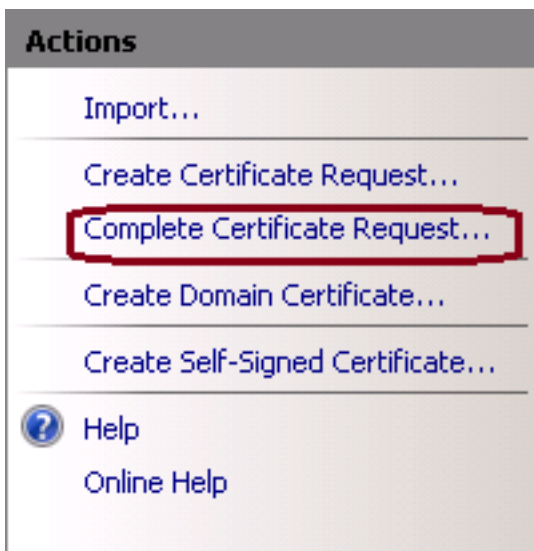 Actions
Import...
Create Certificate Request...
Complete Certificate Request...
Create Domain Certificate...
Create Self-Signed Certificate...
Help
Online Help